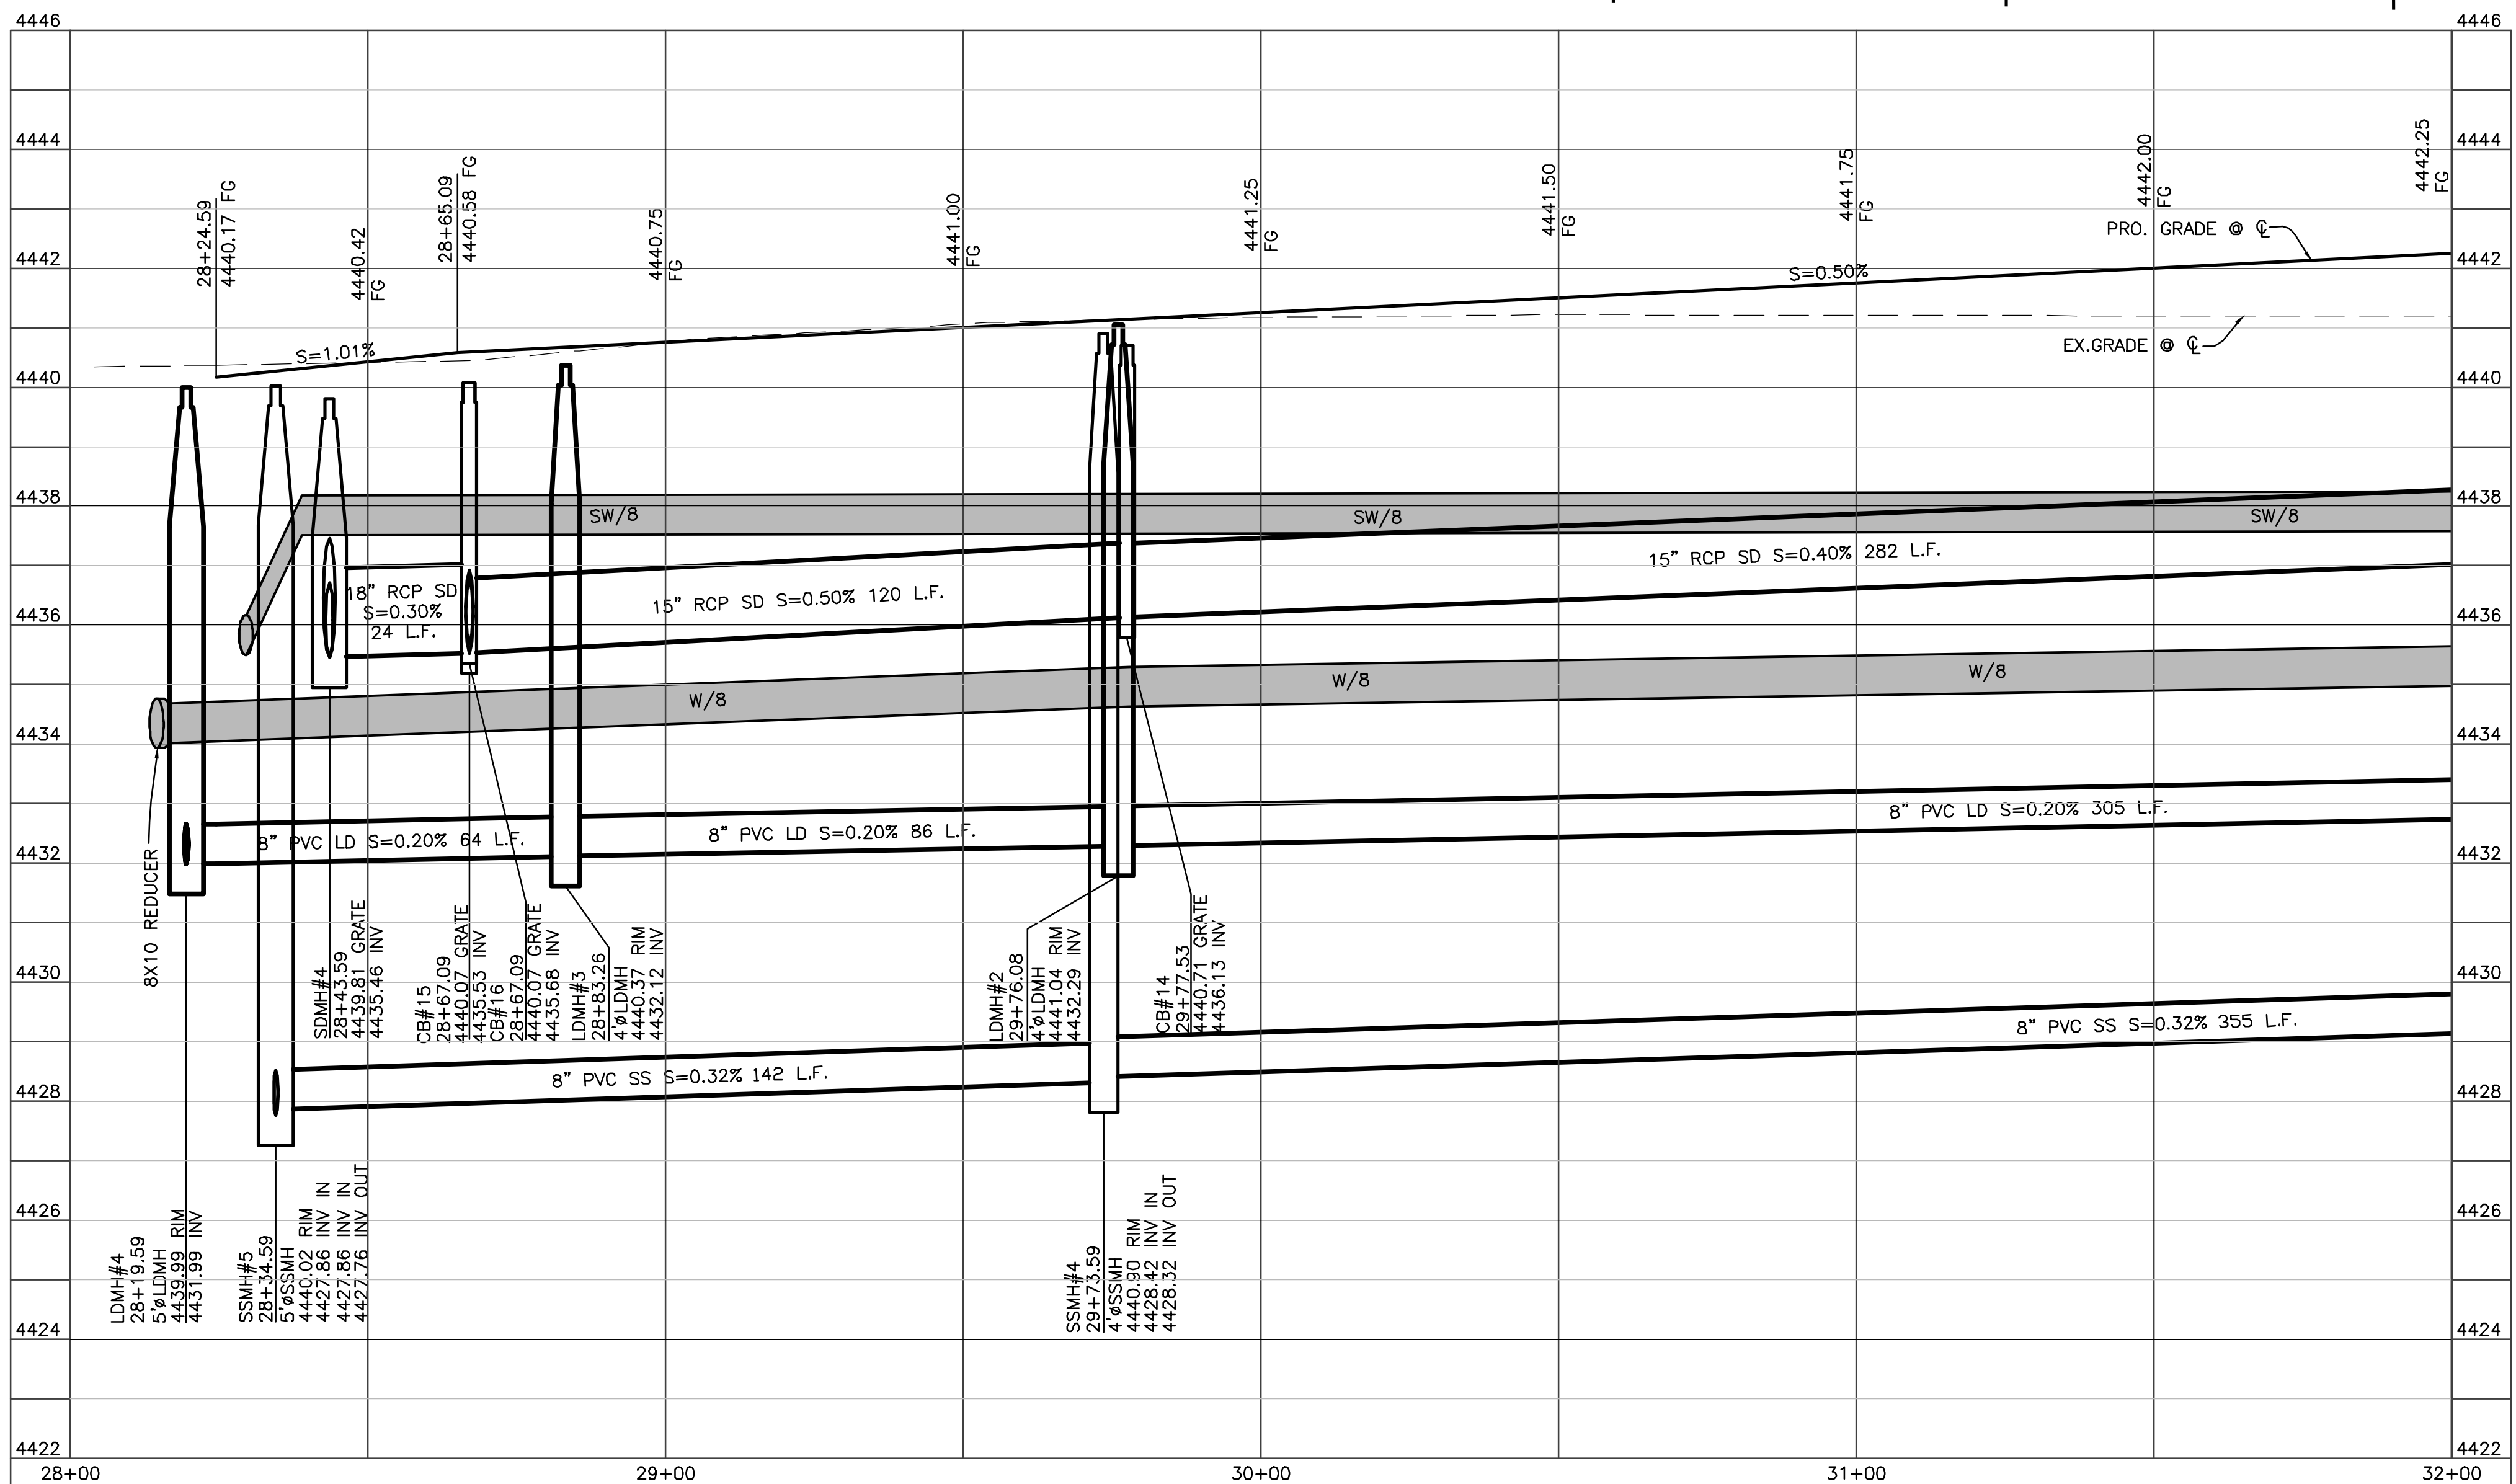 4446
4446
4444
4444
4442
4442
4440
4440
4438
4438
4436
4436
4434
4434
4432
4432
4430
4430
4428
4428
4426
4426
4424
4424
4422
4422
28+00
29+00
30+00
31+00
32+00
28+24.59
4440.17 FG
4440.42
FG
28+65.09
4440.58 FG
4440.75
FG
4441.00
FG
4441.25
FG
4441.50
FG
4441.75
FG
4442.00
FG
4442.25
FG
PRO. GRADE @ ℄
S=0.50%
S=1.01%
EX.GRADE @ ℄
SW/8
SW/8
SW/8
18" RCP SD
S=0.30%
24 L.F.
15" RCP SD S=0.50% 120 L.F.
15" RCP SD S=0.40% 282 L.F.
W/8
W/8
W/8
8" PVC LD S=0.20% 64 L.F.
8" PVC LD S=0.20% 86 L.F.
8" PVC LD S=0.20% 305 L.F.
8X10 REDUCER
SDMH#4
28+43.59
4439.81 GRATE
4435.46 INV
CB#15
28+67.09
4440.07 GRATE
4435.53 INV
CB#16
28+67.09
4440.07 GRATE
4435.68 INV
LDMH#3
28+83.26
4'øLDMH
4440.37 RIM
4432.12 INV
LDMH#2
29+76.08
4'øLDMH
4441.04 RIM
4432.29 INV
CB#14
29+77.53
4440.71 GRATE
4436.13 INV
8" PVC SS S=0.32% 142 L.F.
8" PVC SS S=0.32% 355 L.F.
LDMH#4
28+19.59
5'øLDMH
4439.99 RIM
4431.99 INV
SSMH#5
28+34.59
5'øSSMH
4440.02 RIM
4427.86 INV IN
4427.86 INV IN
4427.76 INV OUT
SSMH#4
29+73.59
4'øSSMH
4440.90 RIM
4428.42 INV IN
4428.32 INV OUT